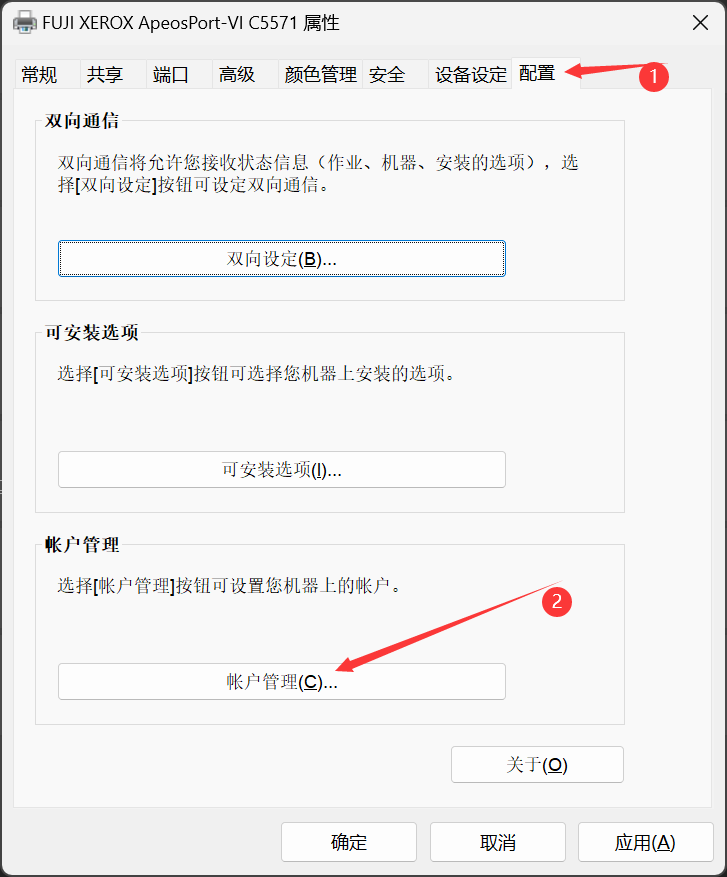 FUJI XEROX ApeosPort-VI C5571 属性
常规 共享 端口 高级 颜色管理 安全 设备设定 配置
1
双向通信
双向通信将允许您接收状态信息（作业、机器、安装的选项），选
择[双向设定]按钮可设定双向通信。
双向设定(B)...
可安装选项
选择[可安装选项]按钮可选择您机器上安装的选项。
可安装选项(I)...
帐户管理
选择[帐户管理]按钮可设置您机器上的帐户。
2
帐户管理(C)...
关于(O)
确定 取消 应用(A)